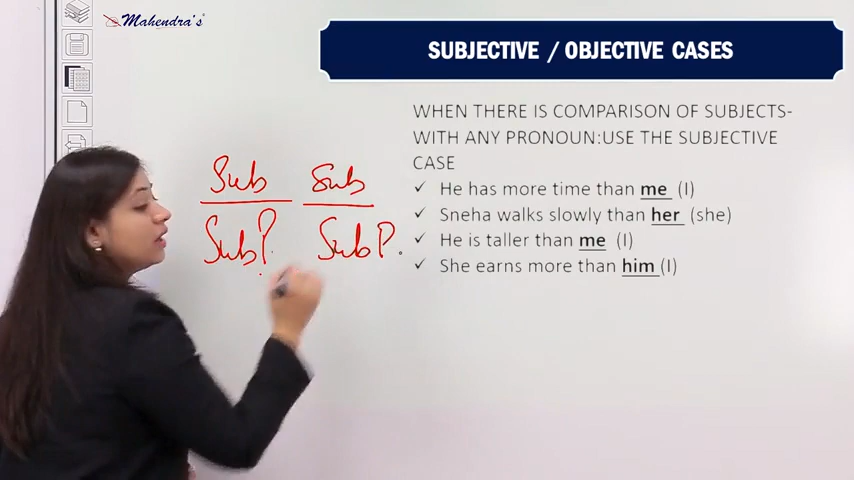 Mahendra's
SUBJECTIVE / OBJECTIVE CASES
WHEN THERE IS COMPARISON OF SUBJECTS-
WITH ANY PRONOUN:USE THE SUBJECTIVE
CASE
✓ He has more time than me (I)
✓ Sneha walks slowly than her (she)
✓ He is taller than me (I)
✓ She earns more than him (I)
Sub Sub
SubP. SubP.